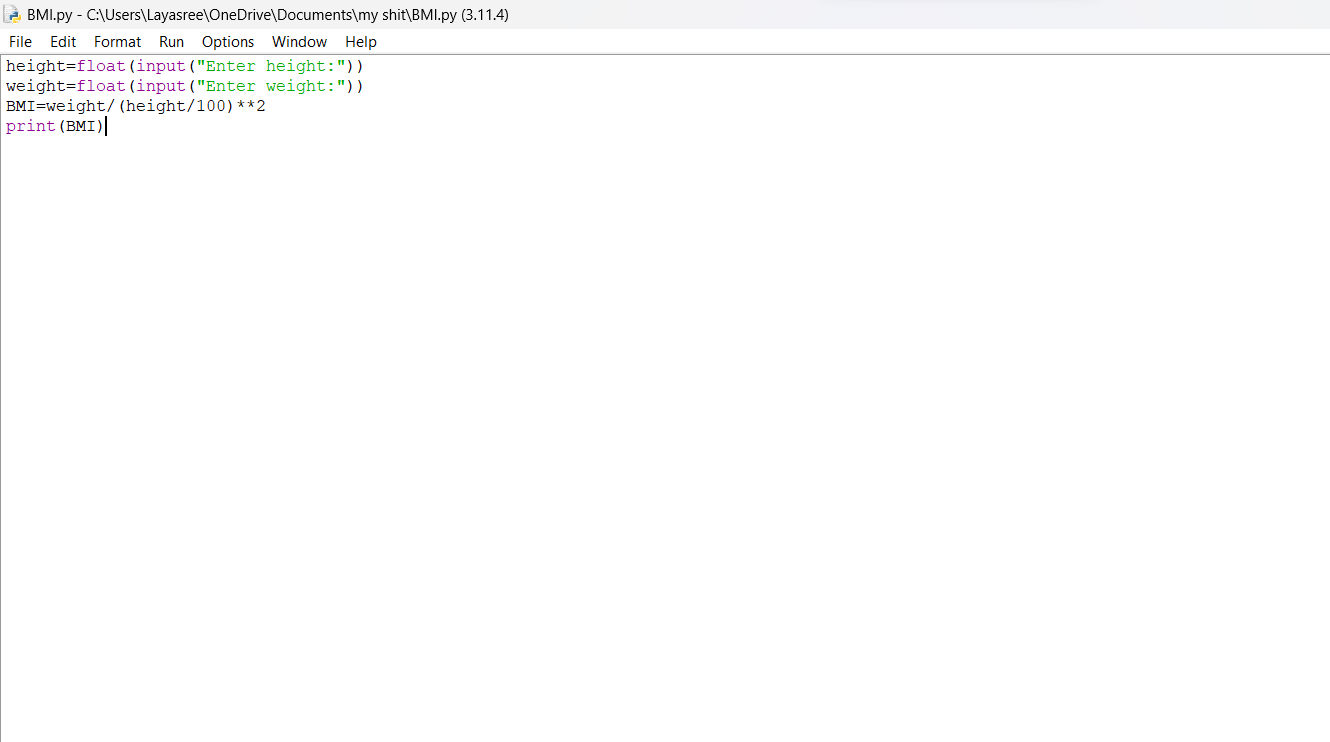 BMI.py - C:\Users\Layasree\OneDrive\Documents\my shit\BMI.py (3.11.4)
File Edit Format Run Options Window Help
height=float(input("Enter height:"))
weight=float(input("Enter weight:"))
BMI=weight/(height/100)**2
print(BMI)